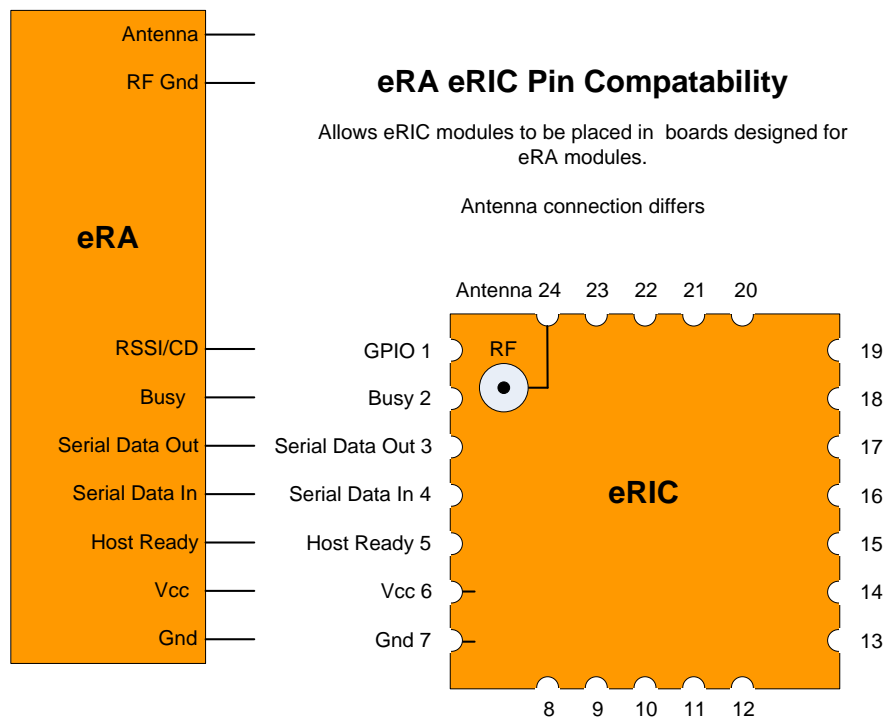 Antenna
RF Gnd
eRA eRIC Pin Compatability
Allows eRIC modules to be placed in boards designed for
eRA modules.
Antenna connection differs
eRA
Antenna 24 23 22 21 20
RSSI/CD
GPIO 1
RF
19
Busy
Busy 2
18
Serial Data Out
Serial Data Out 3
17
Serial Data In
Serial Data In 4
eRIC
16
Host Ready
Host Ready 5
15
Vcc
Vcc 6
14
Gnd
Gnd 7
13
8 9 10 11 12